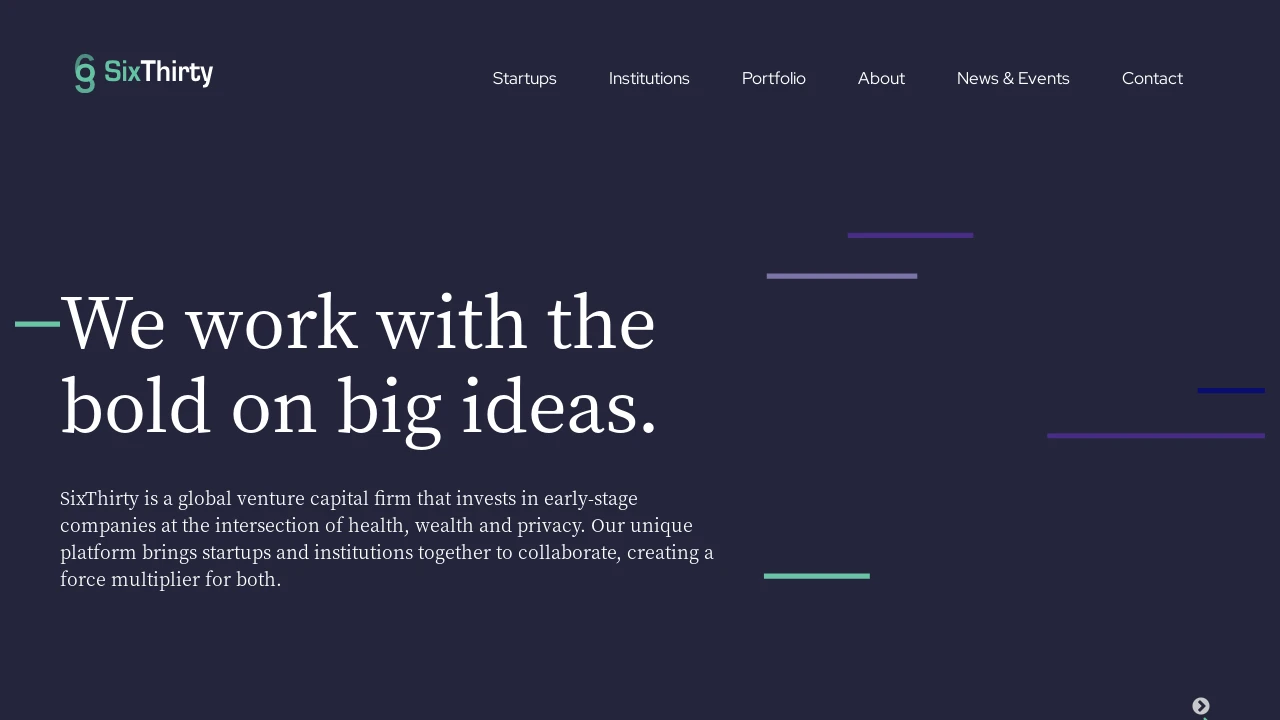 SixThirty
Startups
Institutions
Portfolio
About
News & Events
Contact
We work with the
bold on big ideas.
SixThirty is a global venture capital firm that invests in early-stage
companies at the intersection of health, wealth and privacy. Our unique
platform brings startups and institutions together to collaborate, creating a
force multiplier for both.